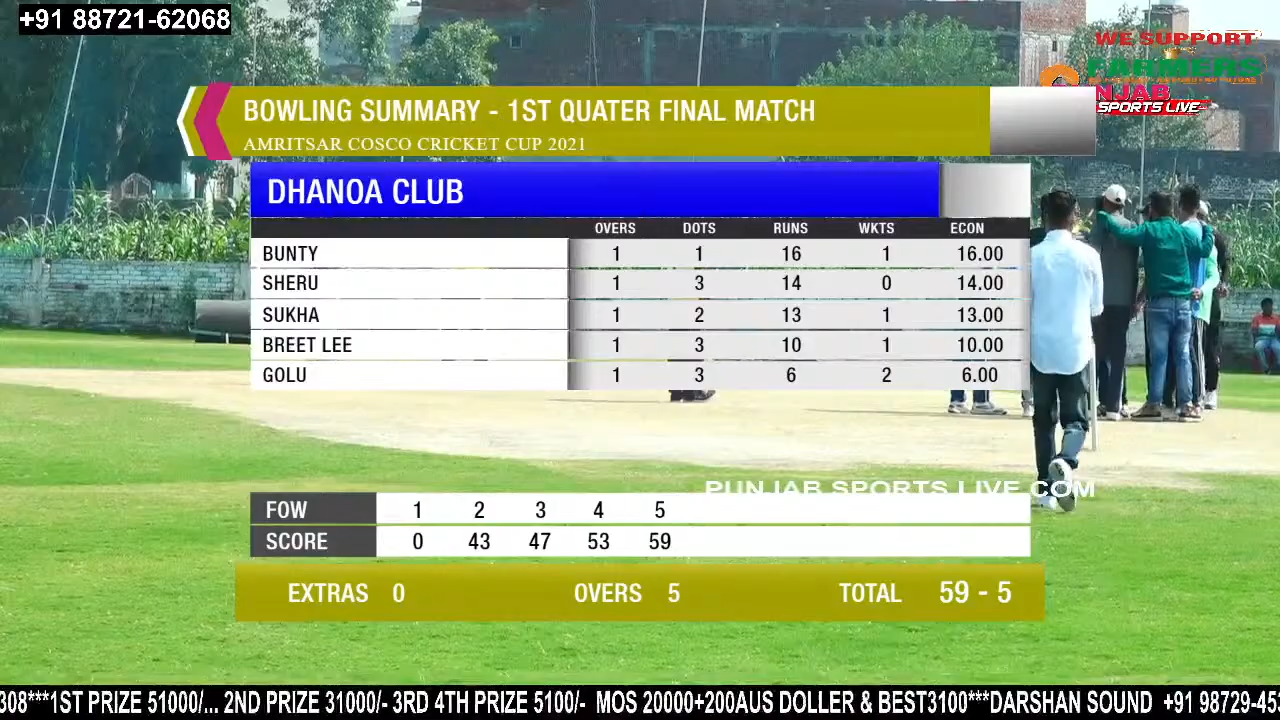 +91 88721-62068
WE SUPPORT
FARMERS
NJAB
SPORTS LIVE
BOWLING SUMMARY - 1ST QUATER FINAL MATCH
AMRITSAR COSCO CRICKET CUP 2021
DHANOA CLUB
OVERS DOTS RUNS WKTS ECON
BUNTY 1 1 16 1 16.00
SHERU 1 3 14 0 14.00
SUKHA 1 2 13 1 13.00
BREET LEE 1 3 10 1 10.00
GOLU 1 3 6 2 6.00
PUNJAB SPORTS LIVE.COM
FOW 1 2 3 4 5
SCORE 0 43 47 53 59
EXTRAS 0 OVERS 5 TOTAL 59 - 5
308***1ST PRIZE 51000/... 2ND PRIZE 31000/- 3RD 4TH PRIZE 5100/- MOS 20000+200AUS DOLLER & BEST3100***DARSHAN SOUND +91 98729-453